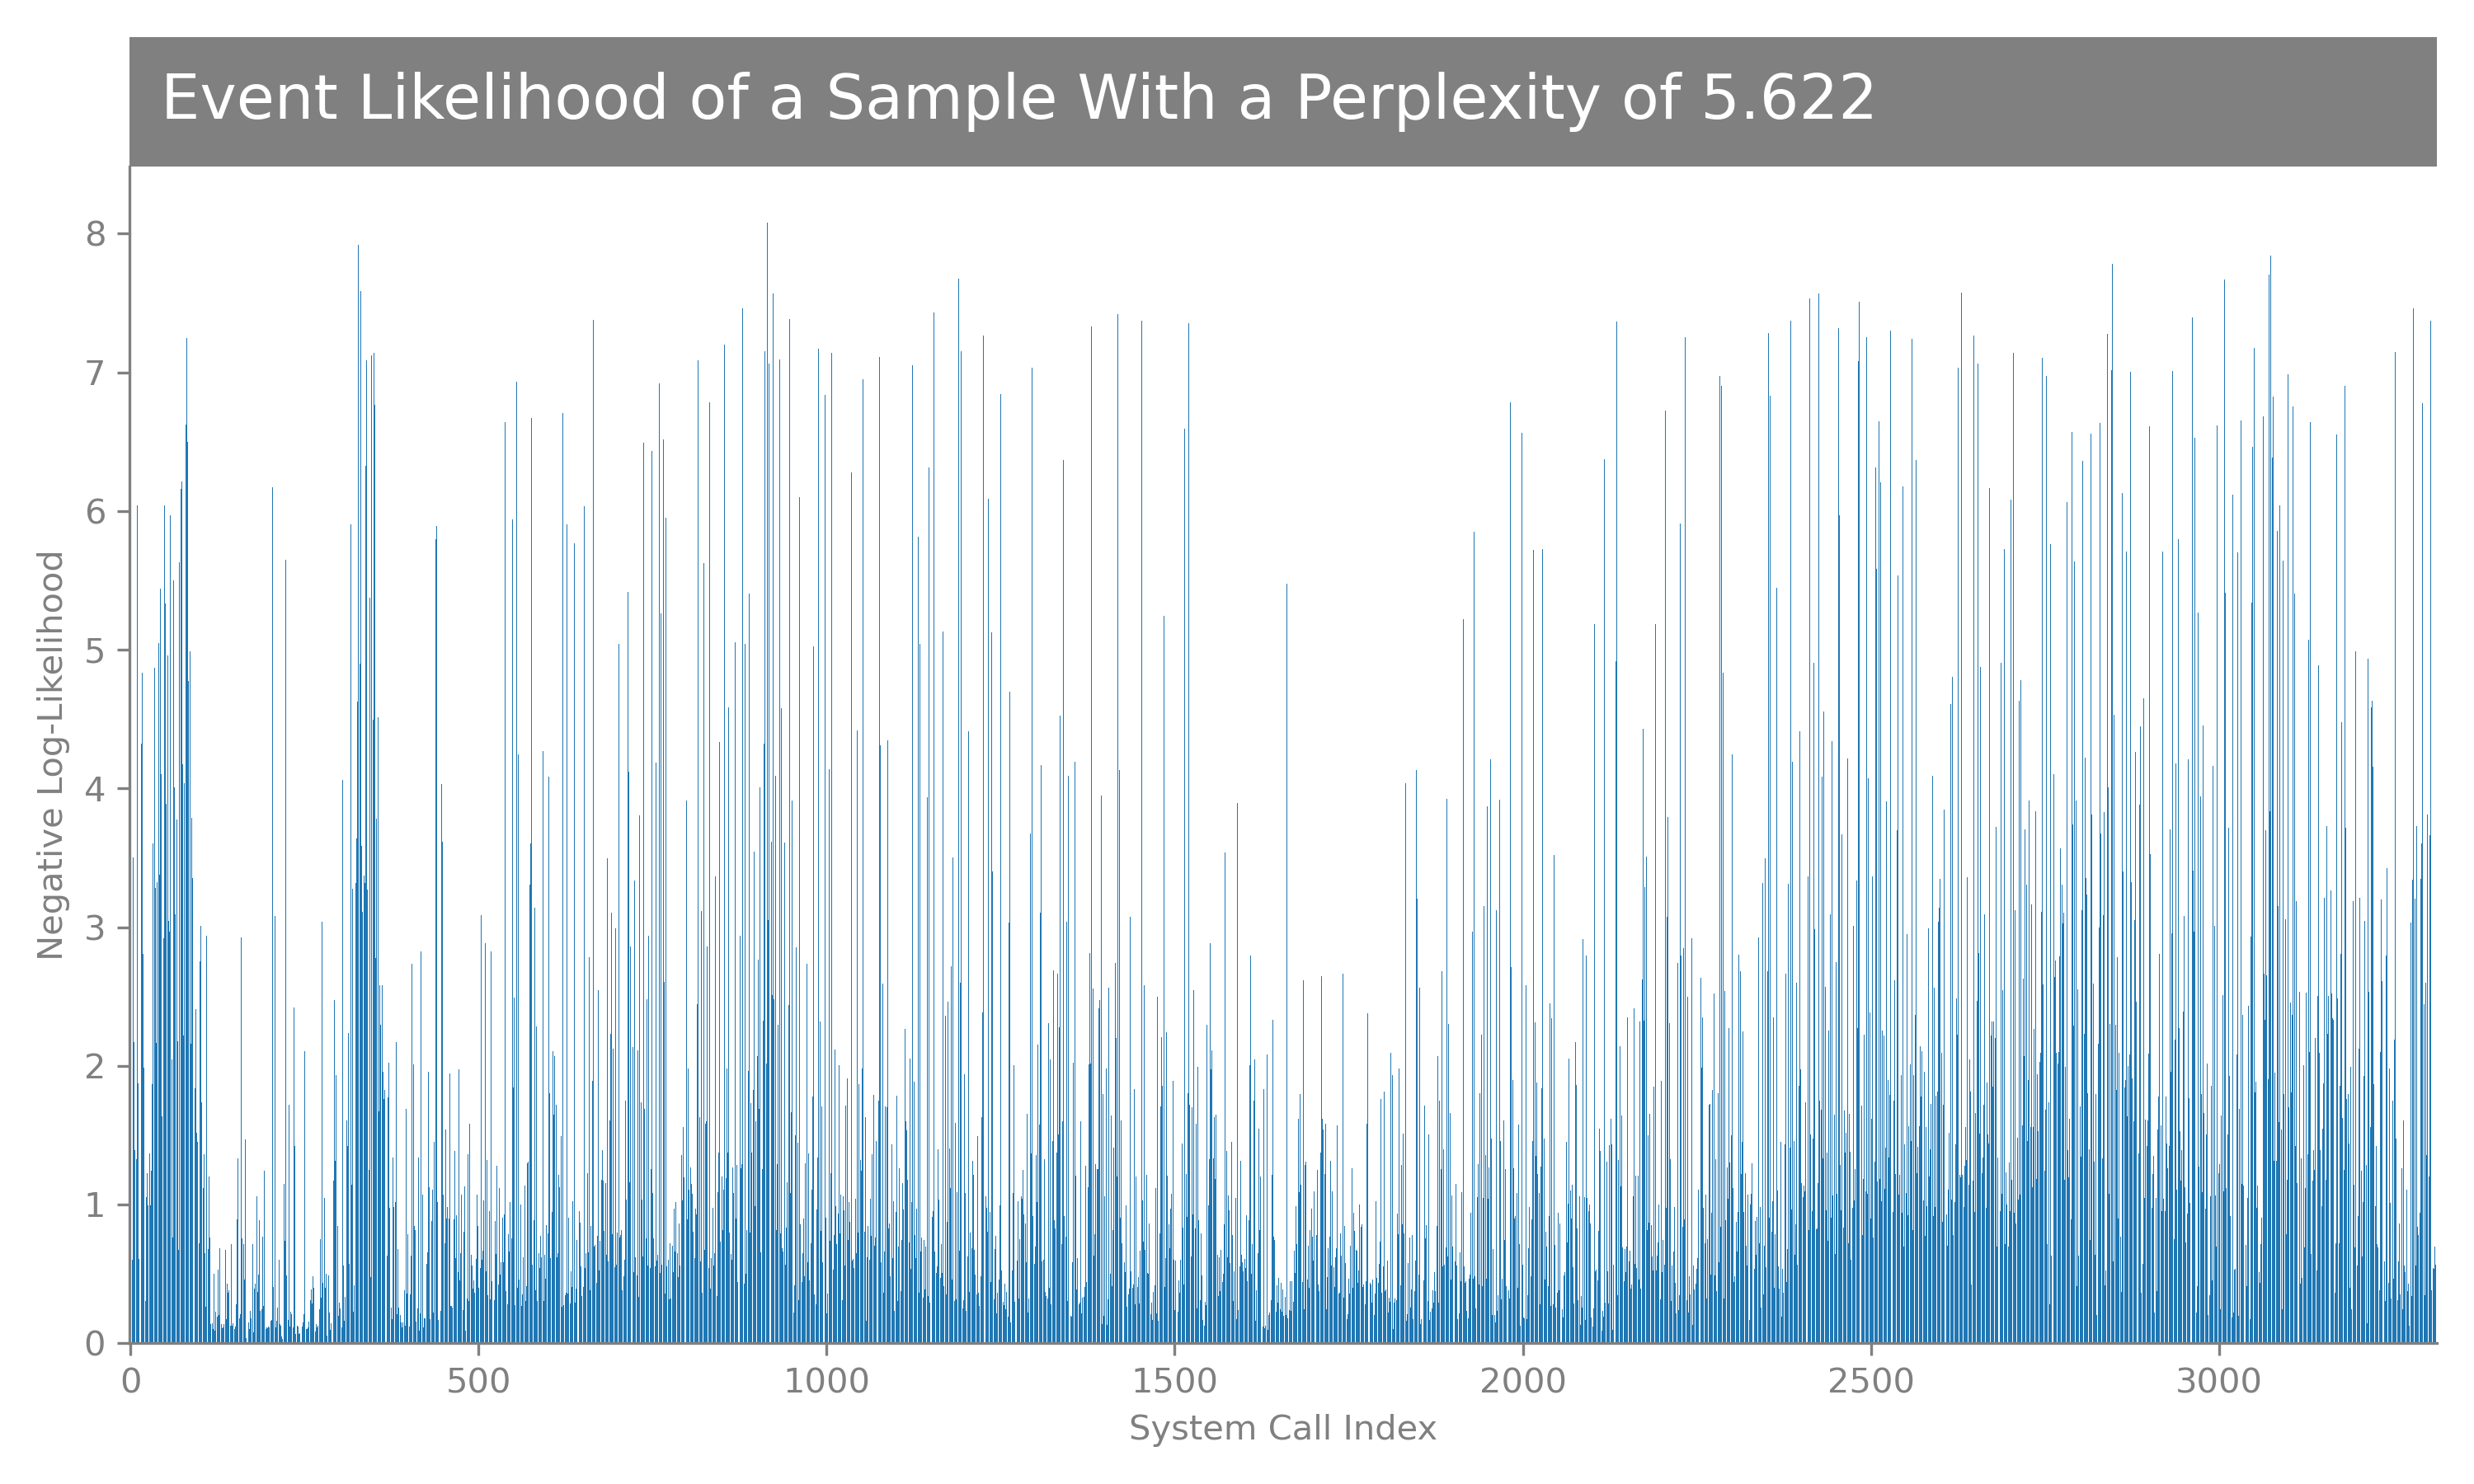 Event Likelihood of a Sample With a Perplexity of 5.622
8
7
6
5
4
3
2
1
0
Negative Log-Likelihood
0 500 1000 1500 2000 2500 3000
System Call Index